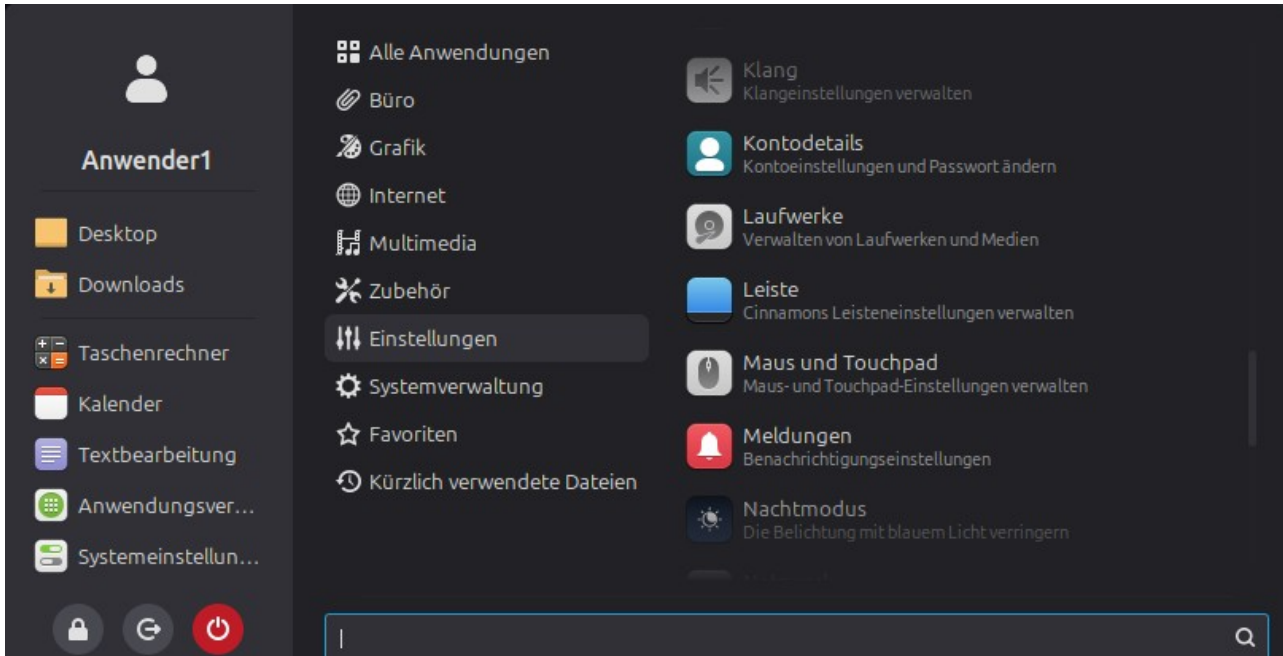 Anwender1
Desktop
Downloads
Taschenrechner
Kalender
Textbearbeitung
Anwendungsver...
Systemeinstellun...
Alle Anwendungen
Büro
Grafik
Internet
Multimedia
Zubehör
Einstellungen
Systemverwaltung
Favoriten
Kürzlich verwendete Dateien
Klang
Klangeinstellungen verwalten
Kontodetails
Kontoeinstellungen und Passwort ändern
Laufwerke
Verwalten von Laufwerken und Medien
Leiste
Cinnamons Leisteneinstellungen verwalten
Maus und Touchpad
Maus- und Touchpad-Einstellungen verwalten
Meldungen
Benachrichtigungseinstellungen
Nachtmodus
Die Belichtung mit blauem Licht verringern